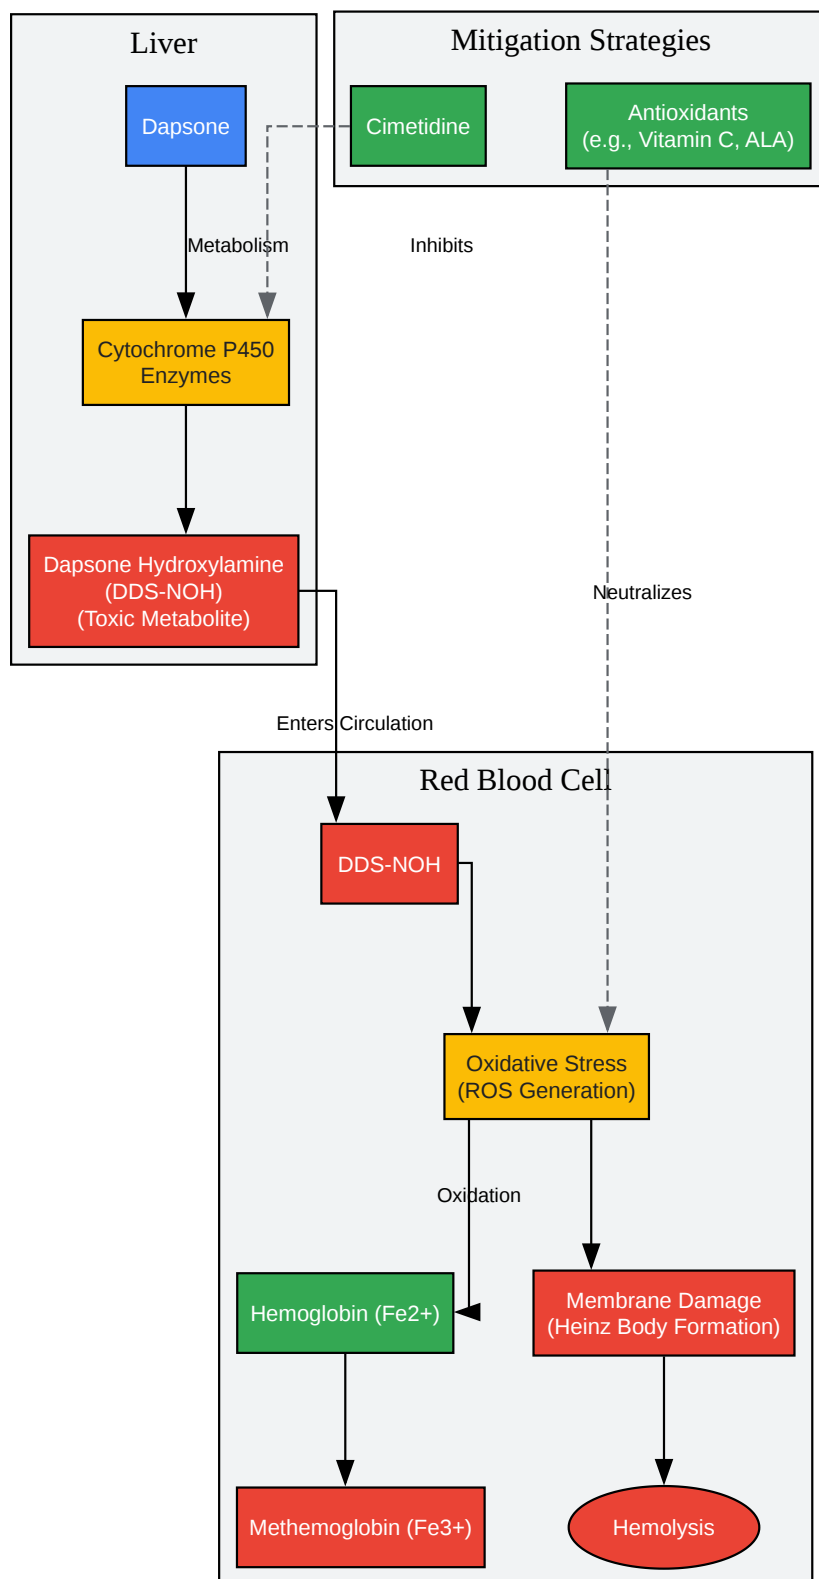 Liver
Mitigation Strategies
Dapsone
Cimetidine
Antioxidants
(e.g., Vitamin C, ALA)
Metabolism
Inhibits
Cytochrome P450
Enzymes
Dapsone Hydroxylamine
(DDS-NOH)
(Toxic Metabolite)
Neutralizes
Enters Circulation
Red Blood Cell
DDS-NOH
Oxidative Stress
(ROS Generation)
Oxidation
Hemoglobin (Fe2+)
Membrane Damage
(Heinz Body Formation)
Methemoglobin (Fe3+)
Hemolysis